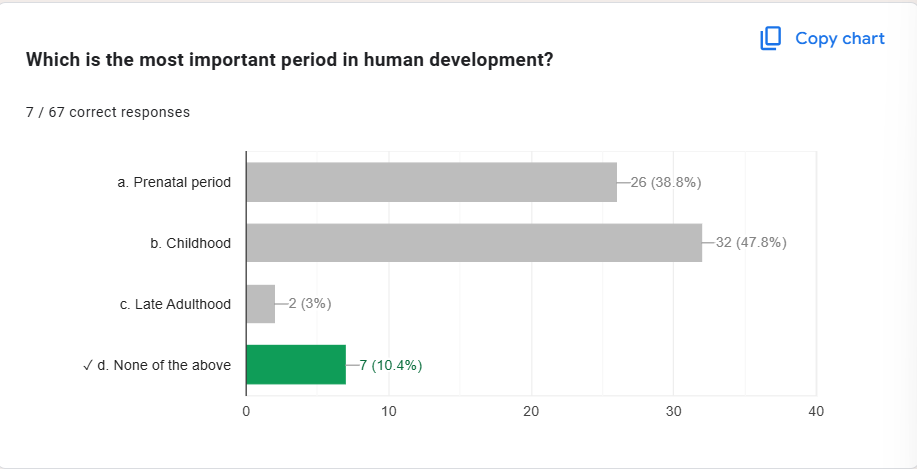 Copy chart
Which is the most important period in human development?
7 / 67 correct responses
a. Prenatal period
26 (38.8%)
b. Childhood
32 (47.8%)
c. Late Adulthood
2 (3%)
✓ d. None of the above
7 (10.4%)
0 10 20 30 40